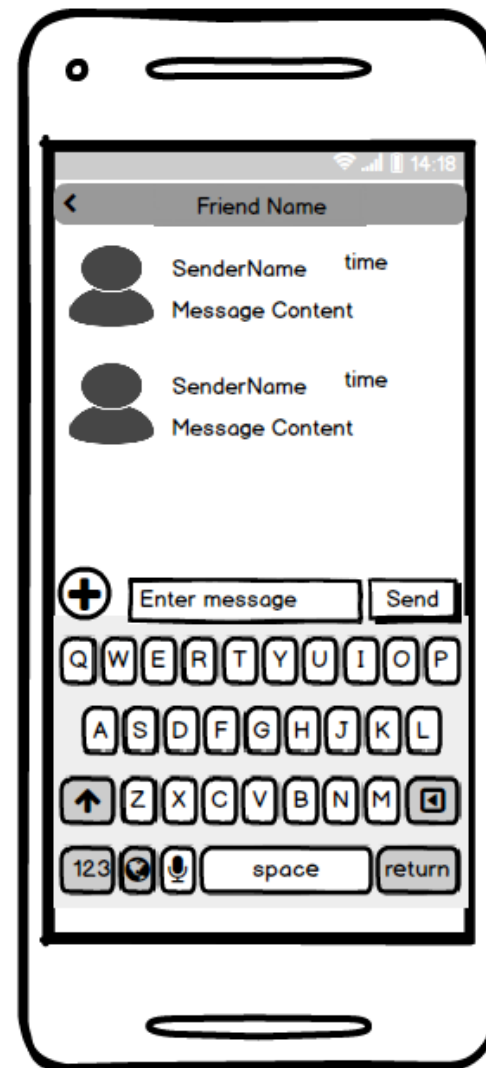 14:18
Friend Name
SenderName time
Message Content
SenderName time
Message Content
Enter message Send
Q W E R T Y U I O P
A S D F G H J K L
Z X C V B N M
123 space return